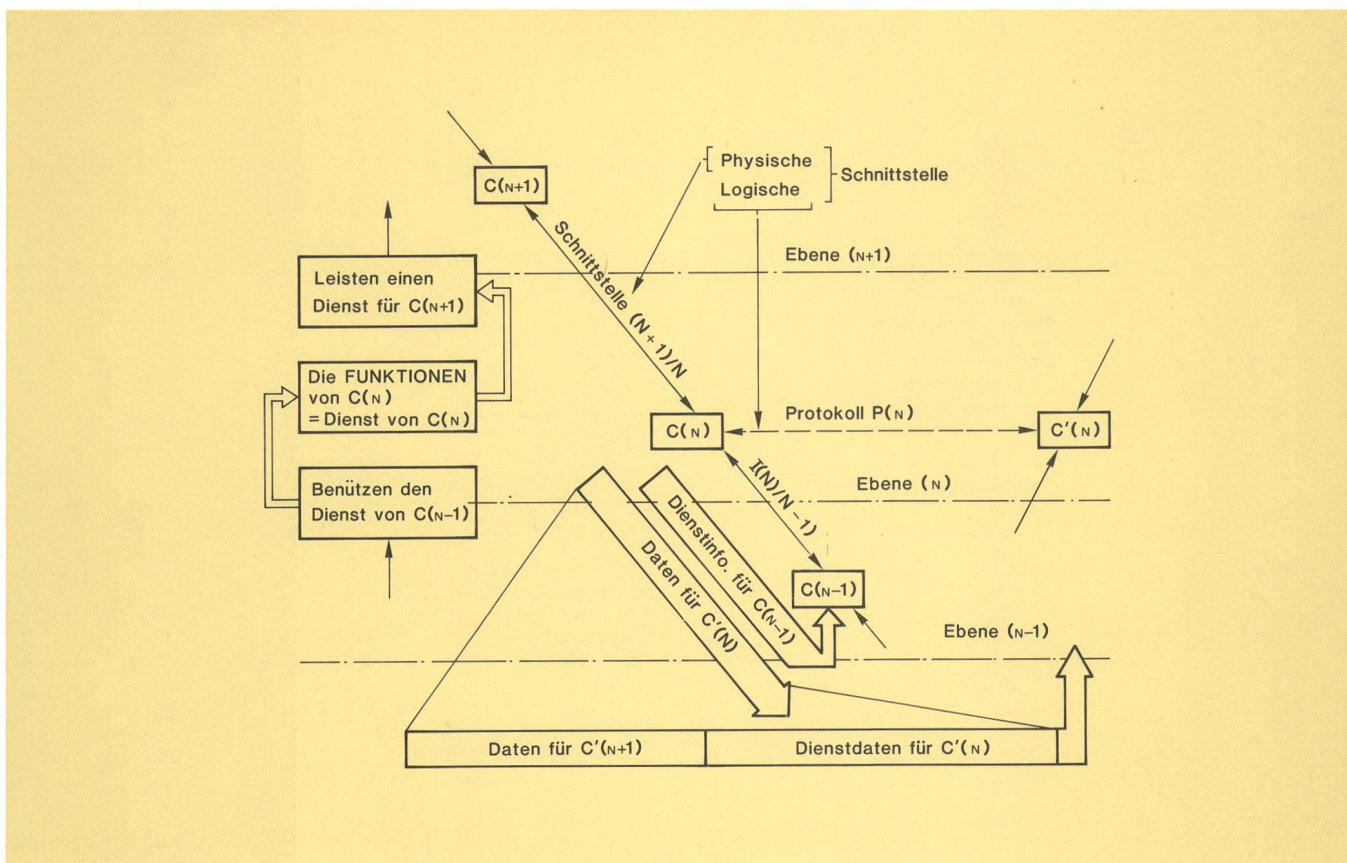 C(N+1)
Physische
Logische
Schnittstelle
Schnittstelle (N+1)/N
Ebene (N+1)
Leisten einen
Dienst für C(N+1)
Die FUNKTIONEN
von C(N)
= Dienst von C(N)
C(N)
Protokoll P(N)
C'(N)
I(N)/N-1)
Ebene (N)
Benützen den
Dienst von C(N-1)
Dienstinfo. für C(N-1)
Daten für C'(N)
C(N-1)
Ebene (N-1)
Daten für C'(N+1)
Dienstdaten für C'(N)